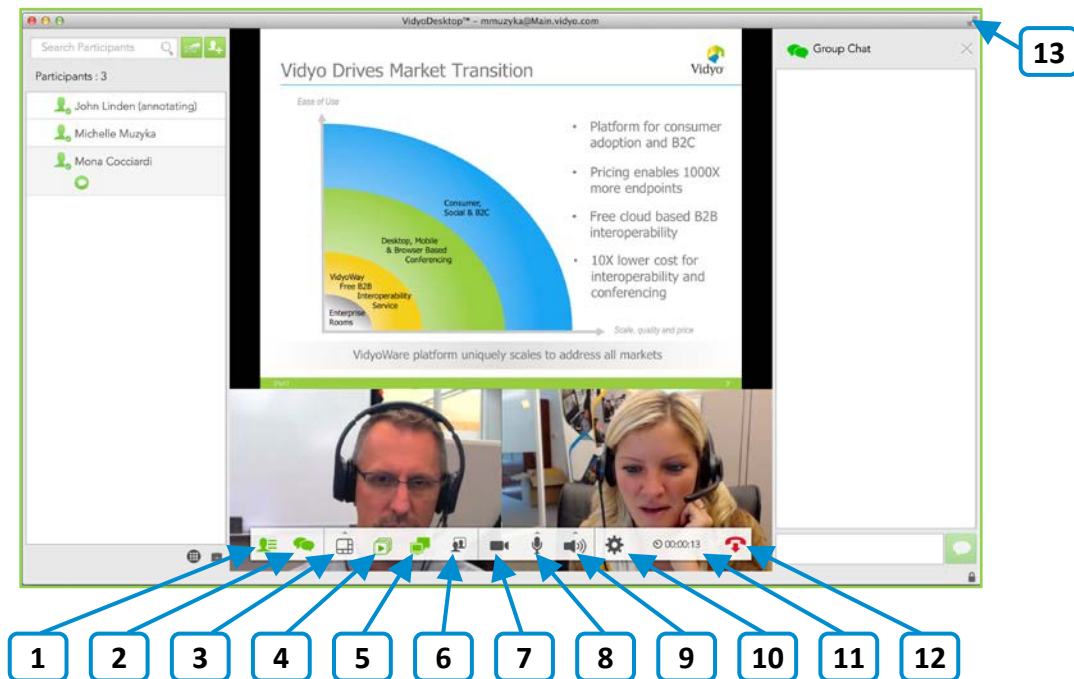 VidyoDesktop™ - mmuzyka@Main.vidyo.com
13
Search Participants
Participants : 3
John Linden (annotating)
Michelle Muzyka
Mona Cocciardi
Vidyo Drives Market Transition
Vidyo
Ease of Use
Consumer,
Social & B2C
Desktop, Mobile
& Browser Based
Conferencing
VidyoWay
Free B2B
Interoperability
Service
Enterprise
Rooms
• Platform for consumer
adoption and B2C
• Pricing enables 1000X
more endpoints
• Free cloud based B2B
interoperability
• 10X lower cost for
interoperability and
conferencing
Scale, quality and price
VidyoWare platform uniquely scales to address all markets
Group Chat
00:00:13
1 2 3 4 5 6 7 8 9 10 11 12